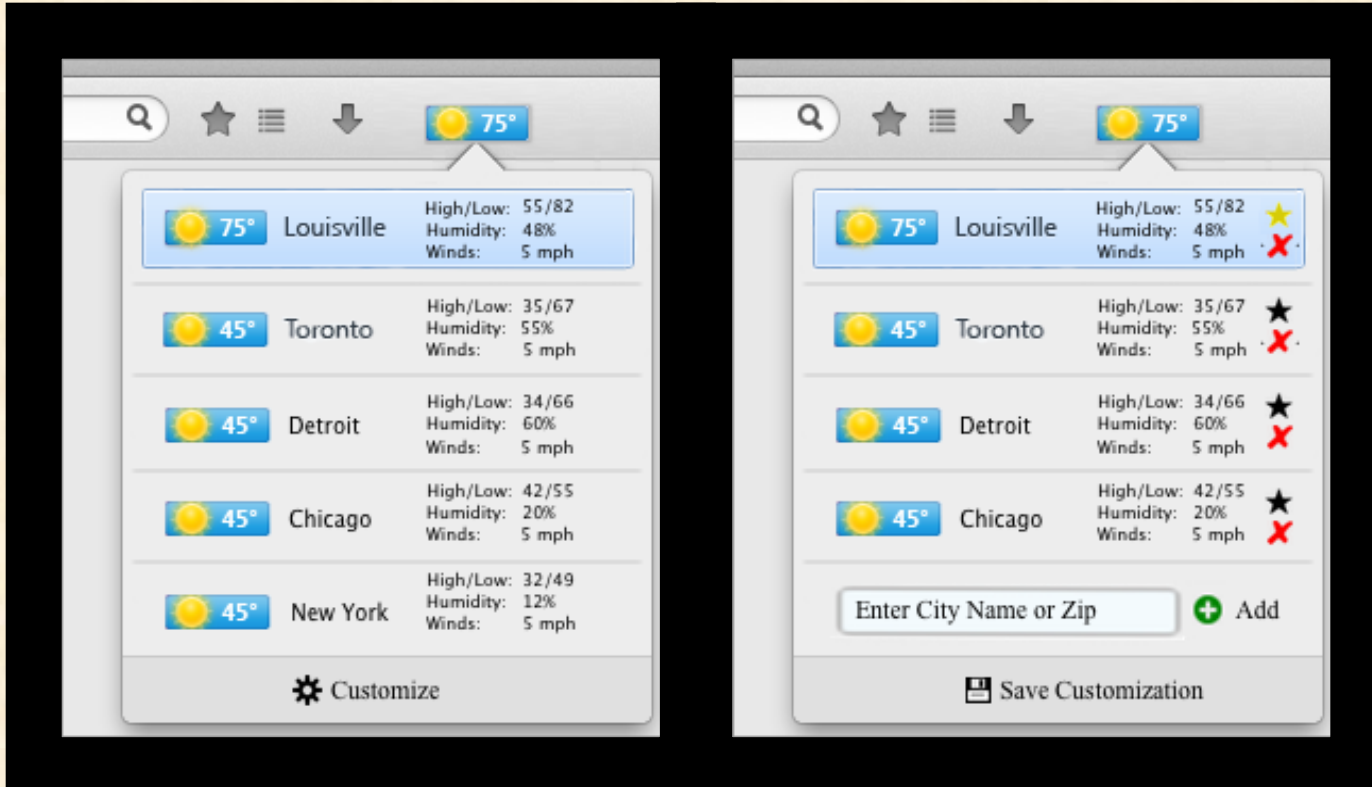 75°
75° Louisville High/Low: 55/82
Humidity: 48%
Winds: 5 mph
45° Toronto High/Low: 35/67
Humidity: 55%
Winds: 5 mph
45° Detroit High/Low: 34/66
Humidity: 60%
Winds: 5 mph
45° Chicago High/Low: 42/55
Humidity: 20%
Winds: 5 mph
45° New York High/Low: 32/49
Humidity: 12%
Winds: 5 mph
Customize
75°
75° Louisville High/Low: 55/82
Humidity: 48%
Winds: 5 mph
45° Toronto High/Low: 35/67
Humidity: 55%
Winds: 5 mph
45° Detroit High/Low: 34/66
Humidity: 60%
Winds: 5 mph
45° Chicago High/Low: 42/55
Humidity: 20%
Winds: 5 mph
Enter City Name or Zip Add
Save Customization